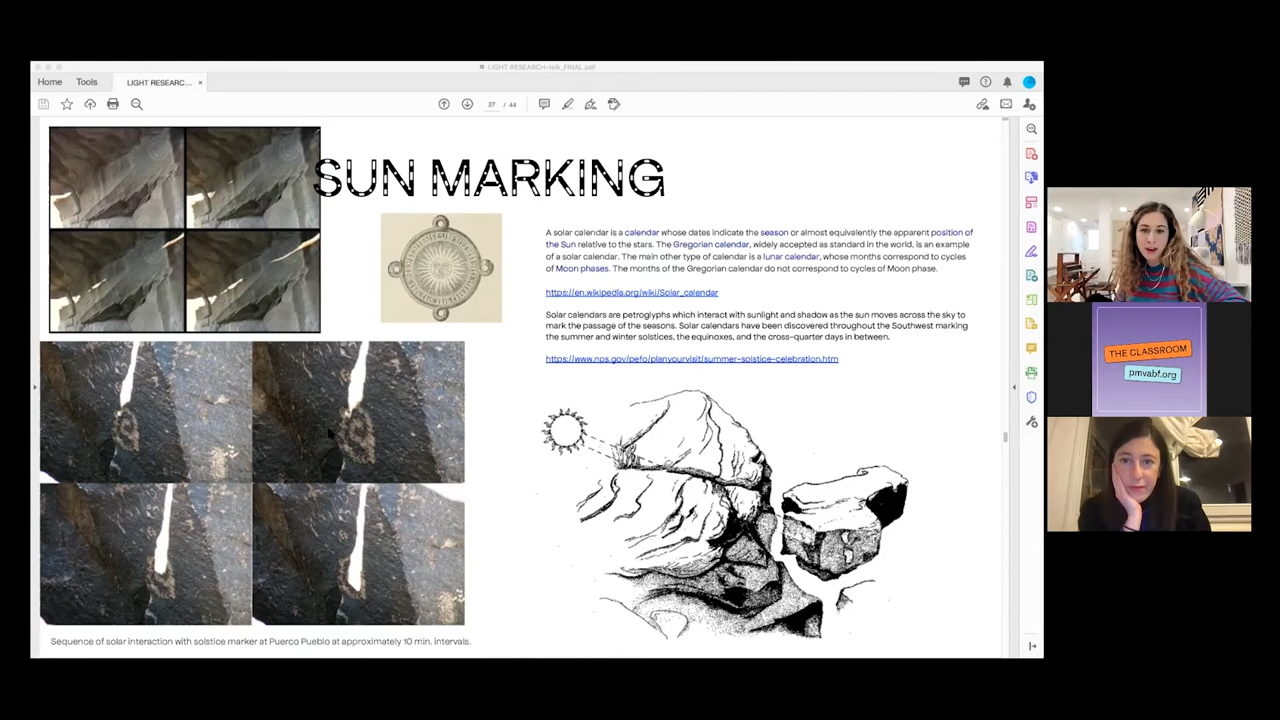 LIGHT RESEARCH-talk_FINAL.pdf
Home
Tools
LIGHT RESEARC...
×
27 / 44
SUN MARKING
A solar calendar is a calendar whose dates indicate the season or almost equivalently the apparent position of
the Sun relative to the stars. The Gregorian calendar, widely accepted as standard in the world, is an example
of a solar calendar. The main other type of calendar is a lunar calendar, whose months correspond to cycles
of Moon phases. The months of the Gregorian calendar do not correspond to cycles of Moon phase.
https://en.wikipedia.org/wiki/Solar_calendar
Solar calendars are petroglyphs which interact with sunlight and shadow as the sun moves across the sky to
mark the passage of the seasons. Solar calendars have been discovered throughout the Southwest marking
the summer and winter solstices, the equinoxes, and the cross-quarter days in between.
https://www.nps.gov/pefo/planyourvisit/summer-solstice-celebration.htm
Sequence of solar interaction with solstice marker at Puerco Pueblo at approximately 10 min. intervals.
THE CLASSROOM
pmvabf.org